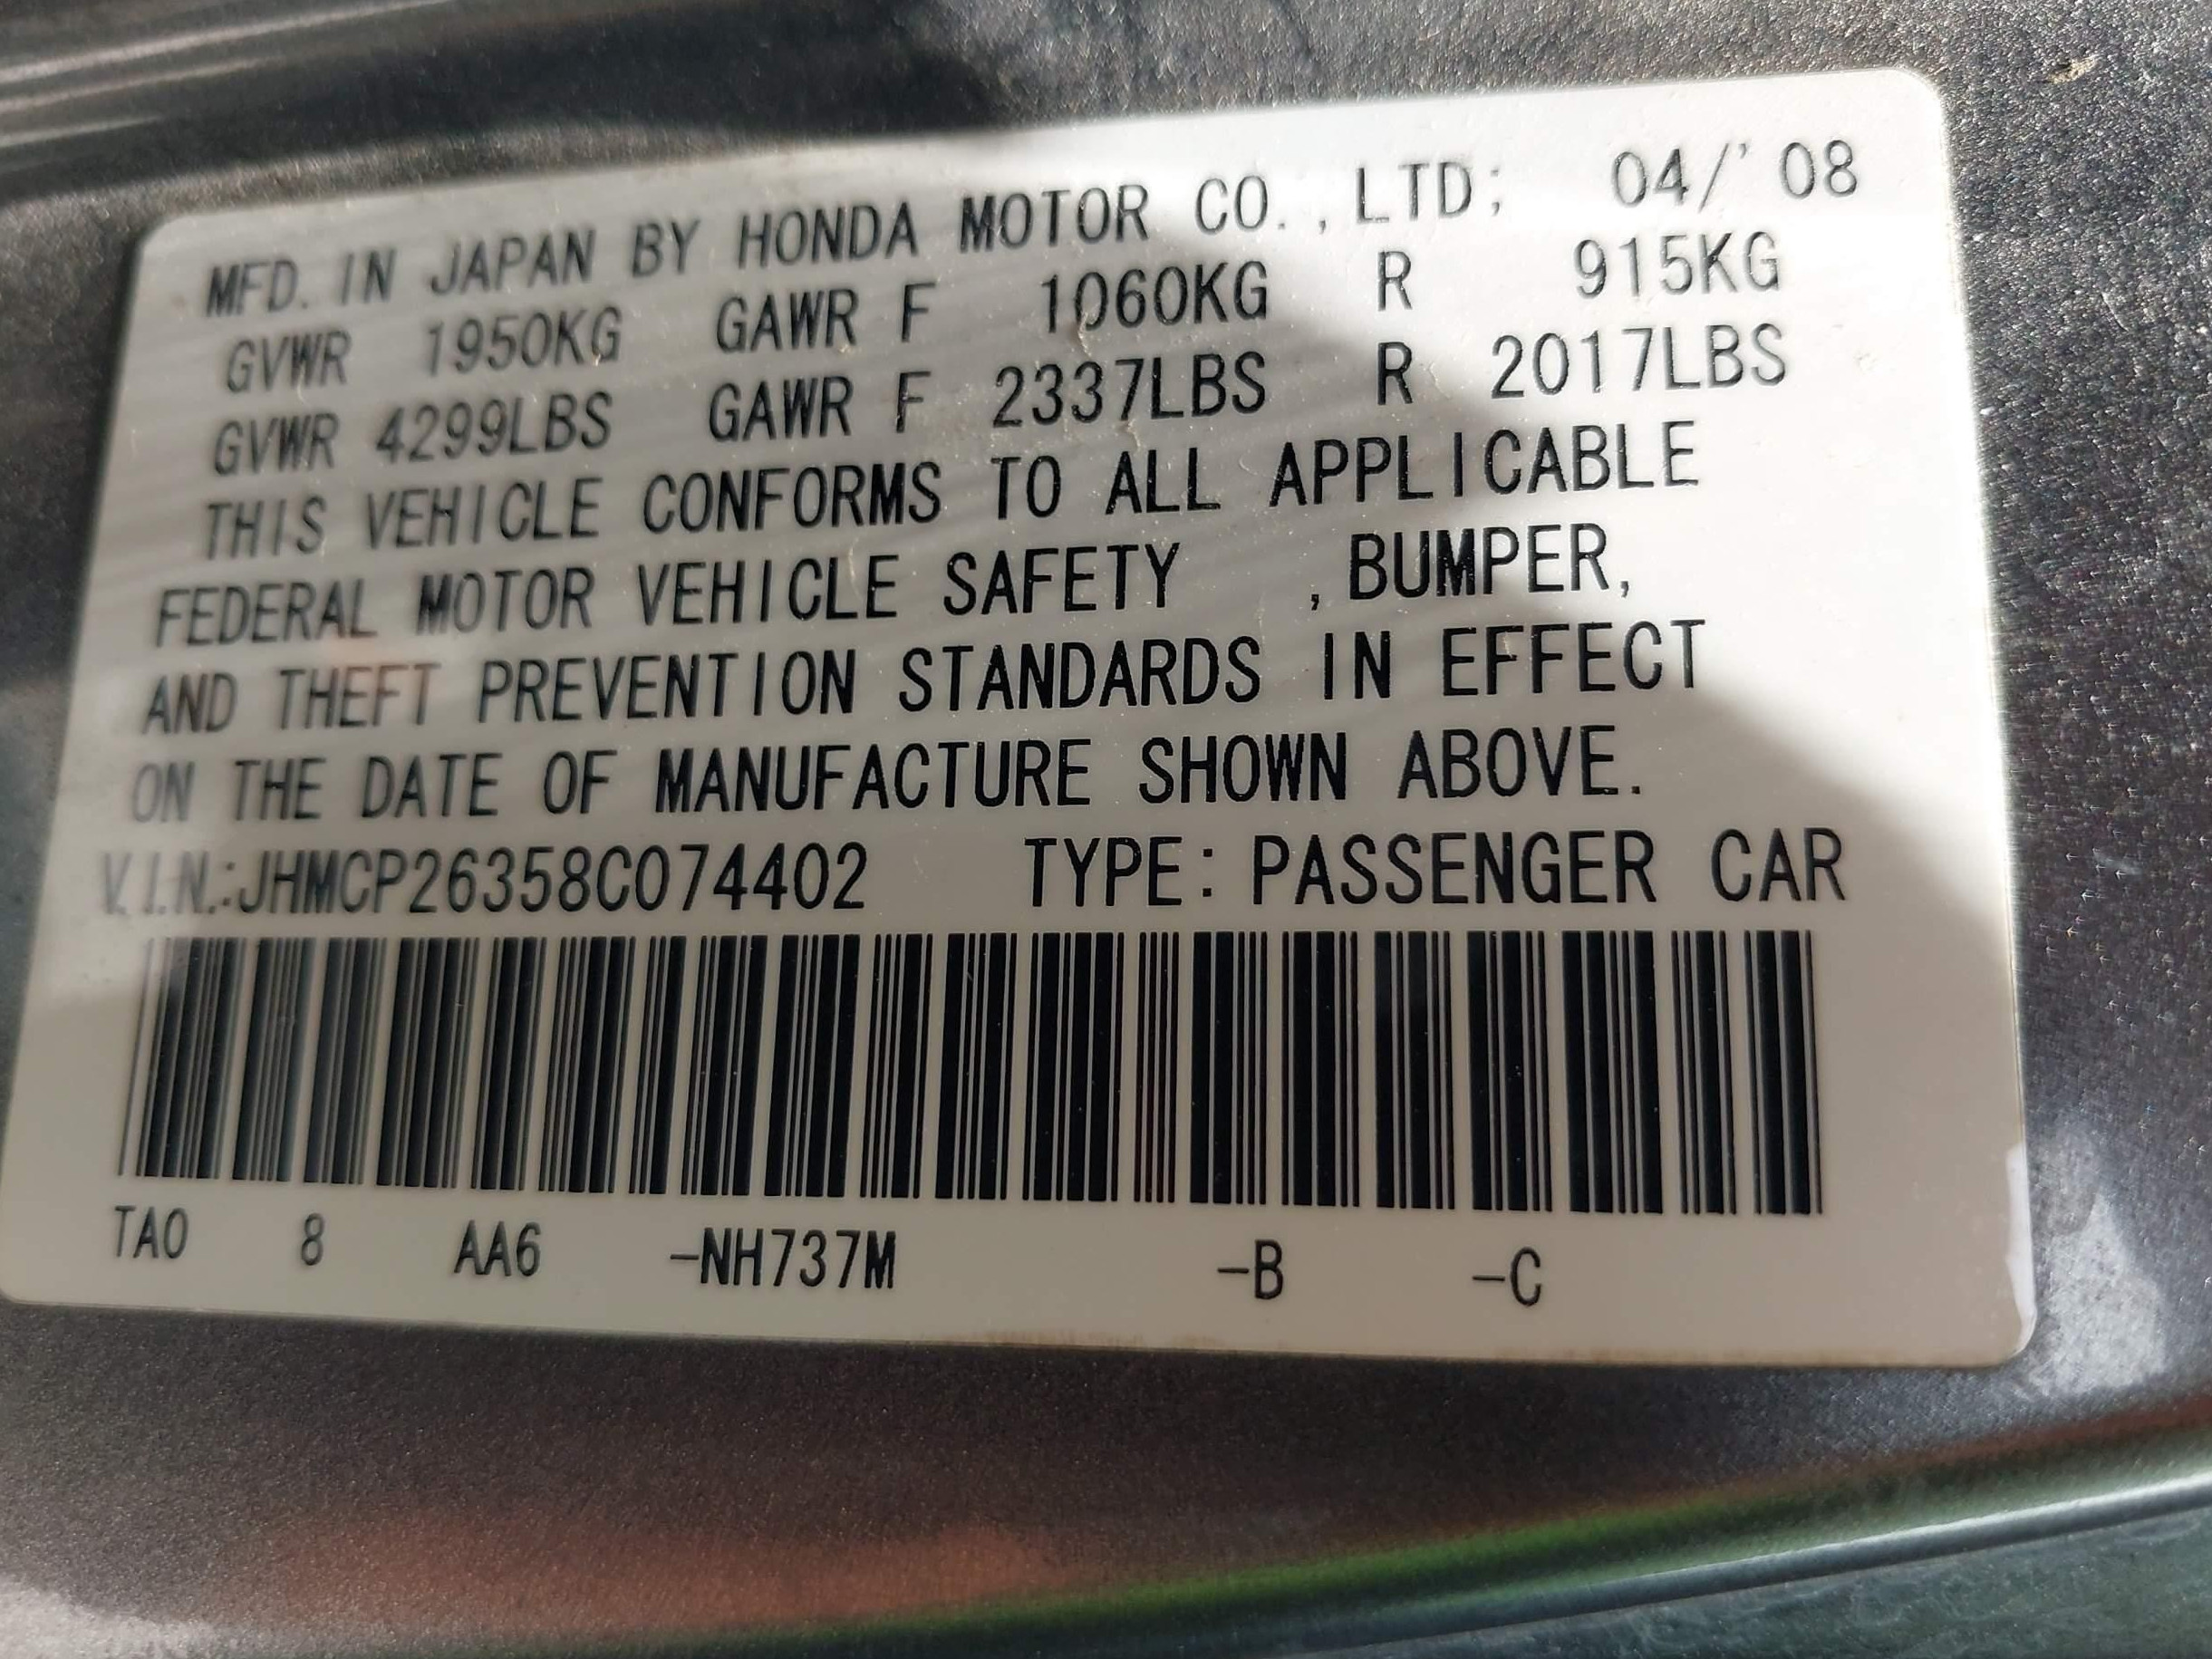 MFD. IN JAPAN BY HONDA MOTOR CO.,LTD; 04/'08
GVWR 1950KG GAWR F 1060KG R 915KG
GVWR 4299LBS GAWR F 2337LBS R 2017LBS
THIS VEHICLE CONFORMS TO ALL APPLICABLE
FEDERAL MOTOR VEHICLE SAFETY ,BUMPER,
AND THEFT PREVENTION STANDARDS IN EFFECT
ON THE DATE OF MANUFACTURE SHOWN ABOVE.
V.I.N.:JHMCP26358C074402 TYPE: PASSENGER CAR
TA0 8 AA6 -NH737M -B -C